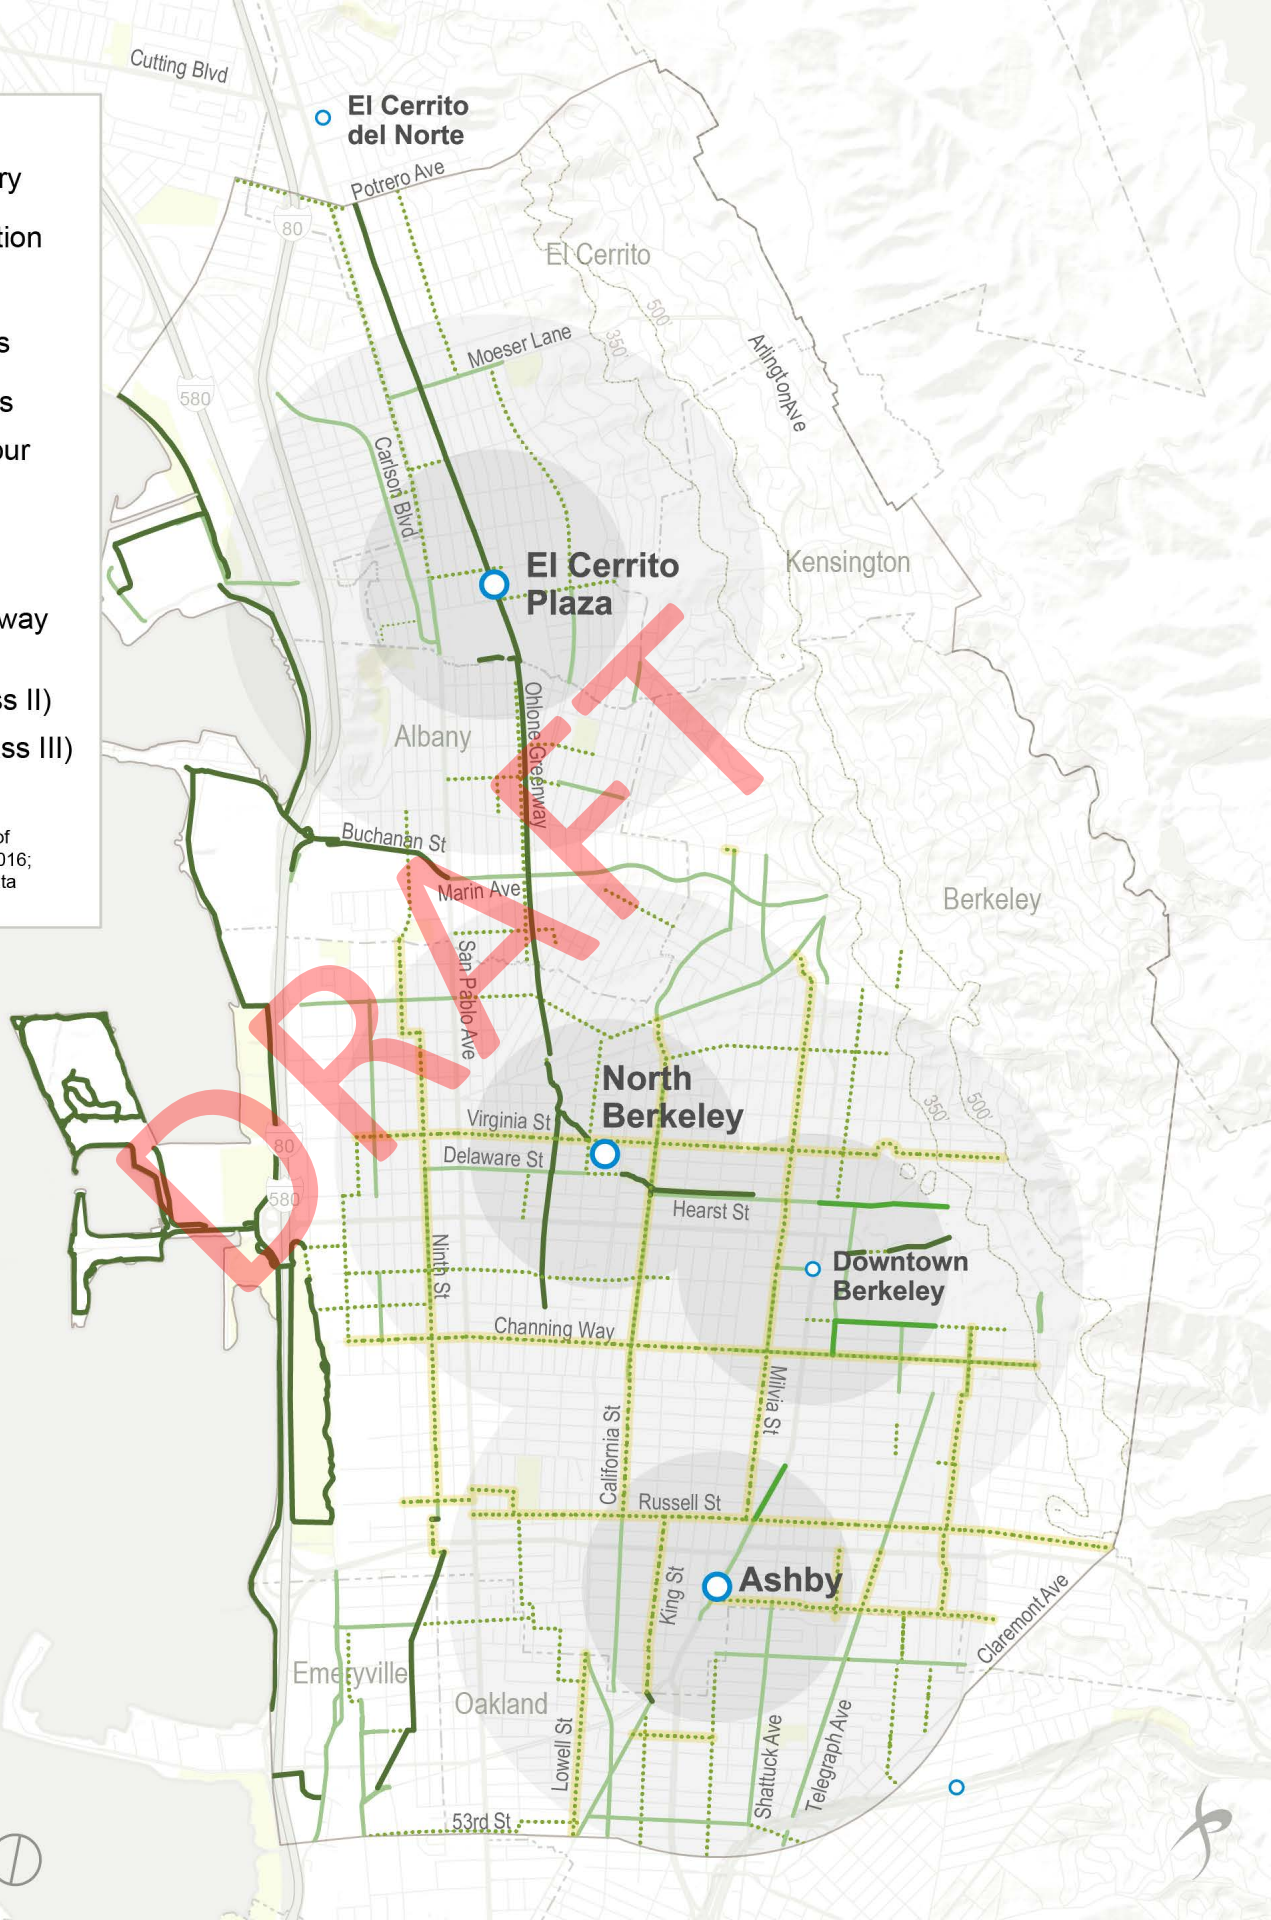 Cutting Blvd
El Cerrito
del Norte
Potrero Ave
ry
tion
s
s
our
way
ss II)
ss III)
of
016;
ta
80
El Cerrito
500'
350'
Moeser Lane
Arlington Ave
580
Carlson Blvd
El Cerrito
Plaza
Kensington
Ohlone Greenway
Albany
Buchanan St
Marin Ave
Berkeley
San Pablo Ave
DRAFT
North
Berkeley
350'
500'
Virginia St
80
Delaware St
580
Hearst St
Ninth St
Downtown
Berkeley
Channing Way
Milvia St
California St
Russell St
King St
Ashby
Claremont Ave
Emeryville
Oakland
Lowell St
Shattuck Ave
Telegraph Ave
53rd St